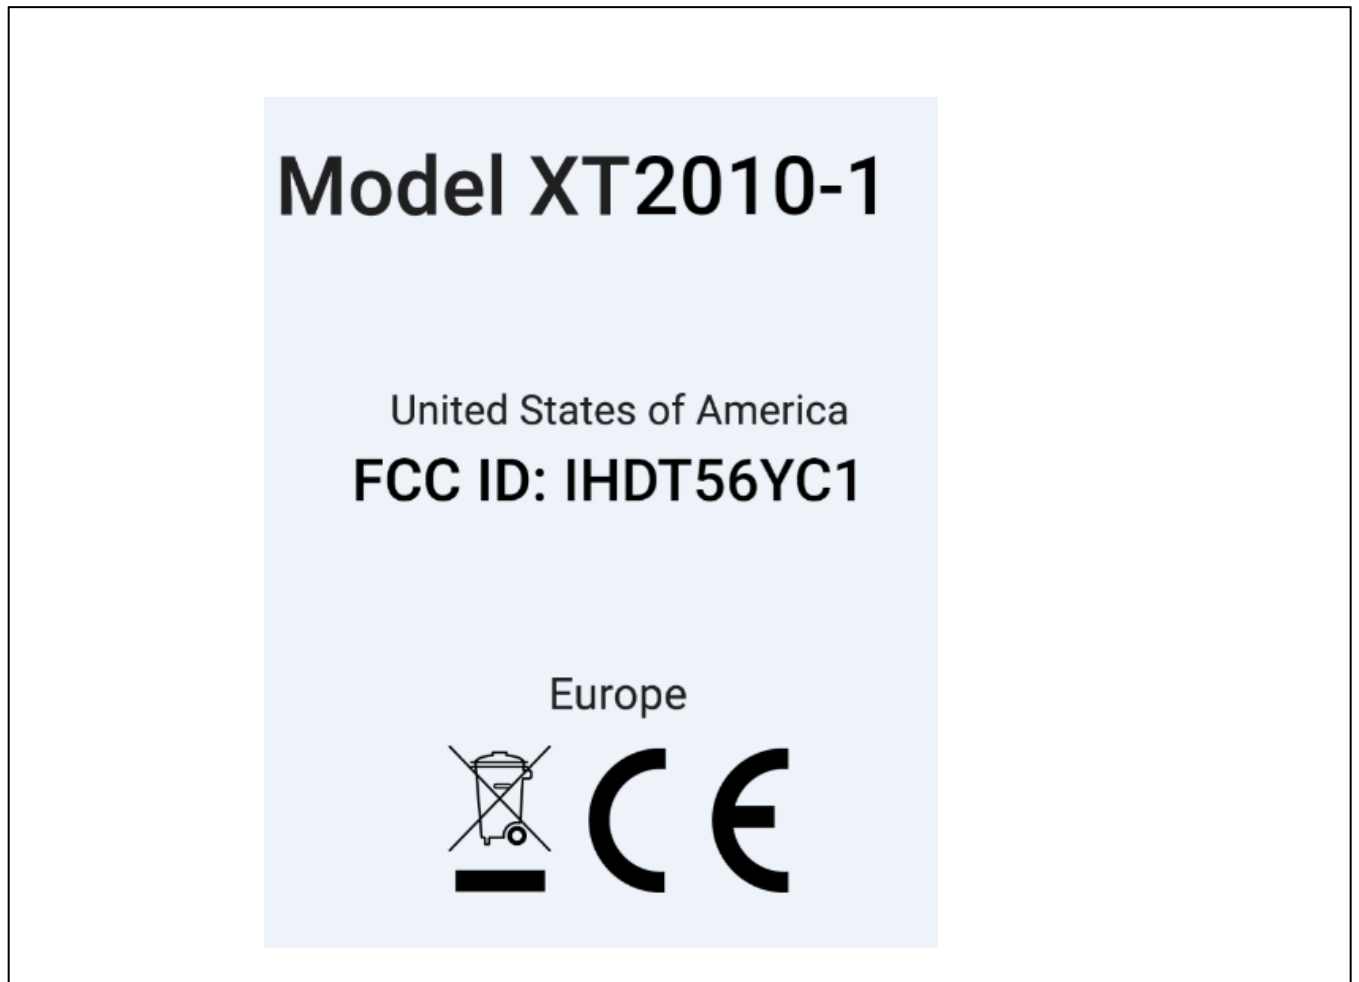 Model XT2010-1
United States of America
FCC ID: IHDT56YC1
Europe
CE